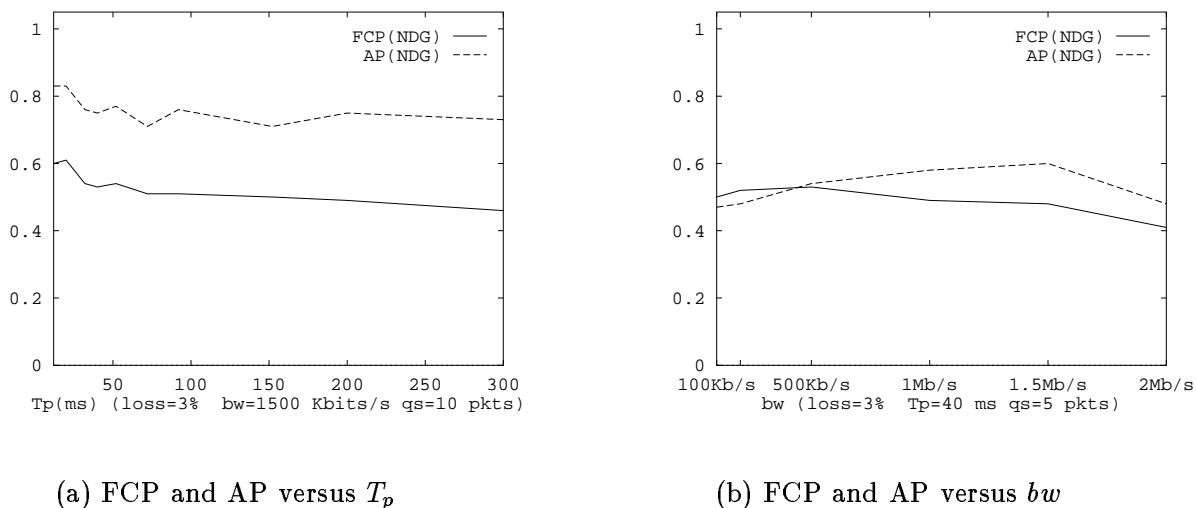 1
0.8
0.6
0.4
0.2
0
FCP(NDG)
AP(NDG)
50 100 150 200 250 300
Tp(ms) (loss=3% bw=1500 Kbits/s qs=10 pkts)
(a) FCP and AP versus Tp
1
0.8
0.6
0.4
0.2
0
FCP(NDG)
AP(NDG)
100Kb/s 500Kb/s 1Mb/s 1.5Mb/s 2Mb/s
bw (loss=3% Tp=40 ms qs=5 pkts)
(b) FCP and AP versus bw